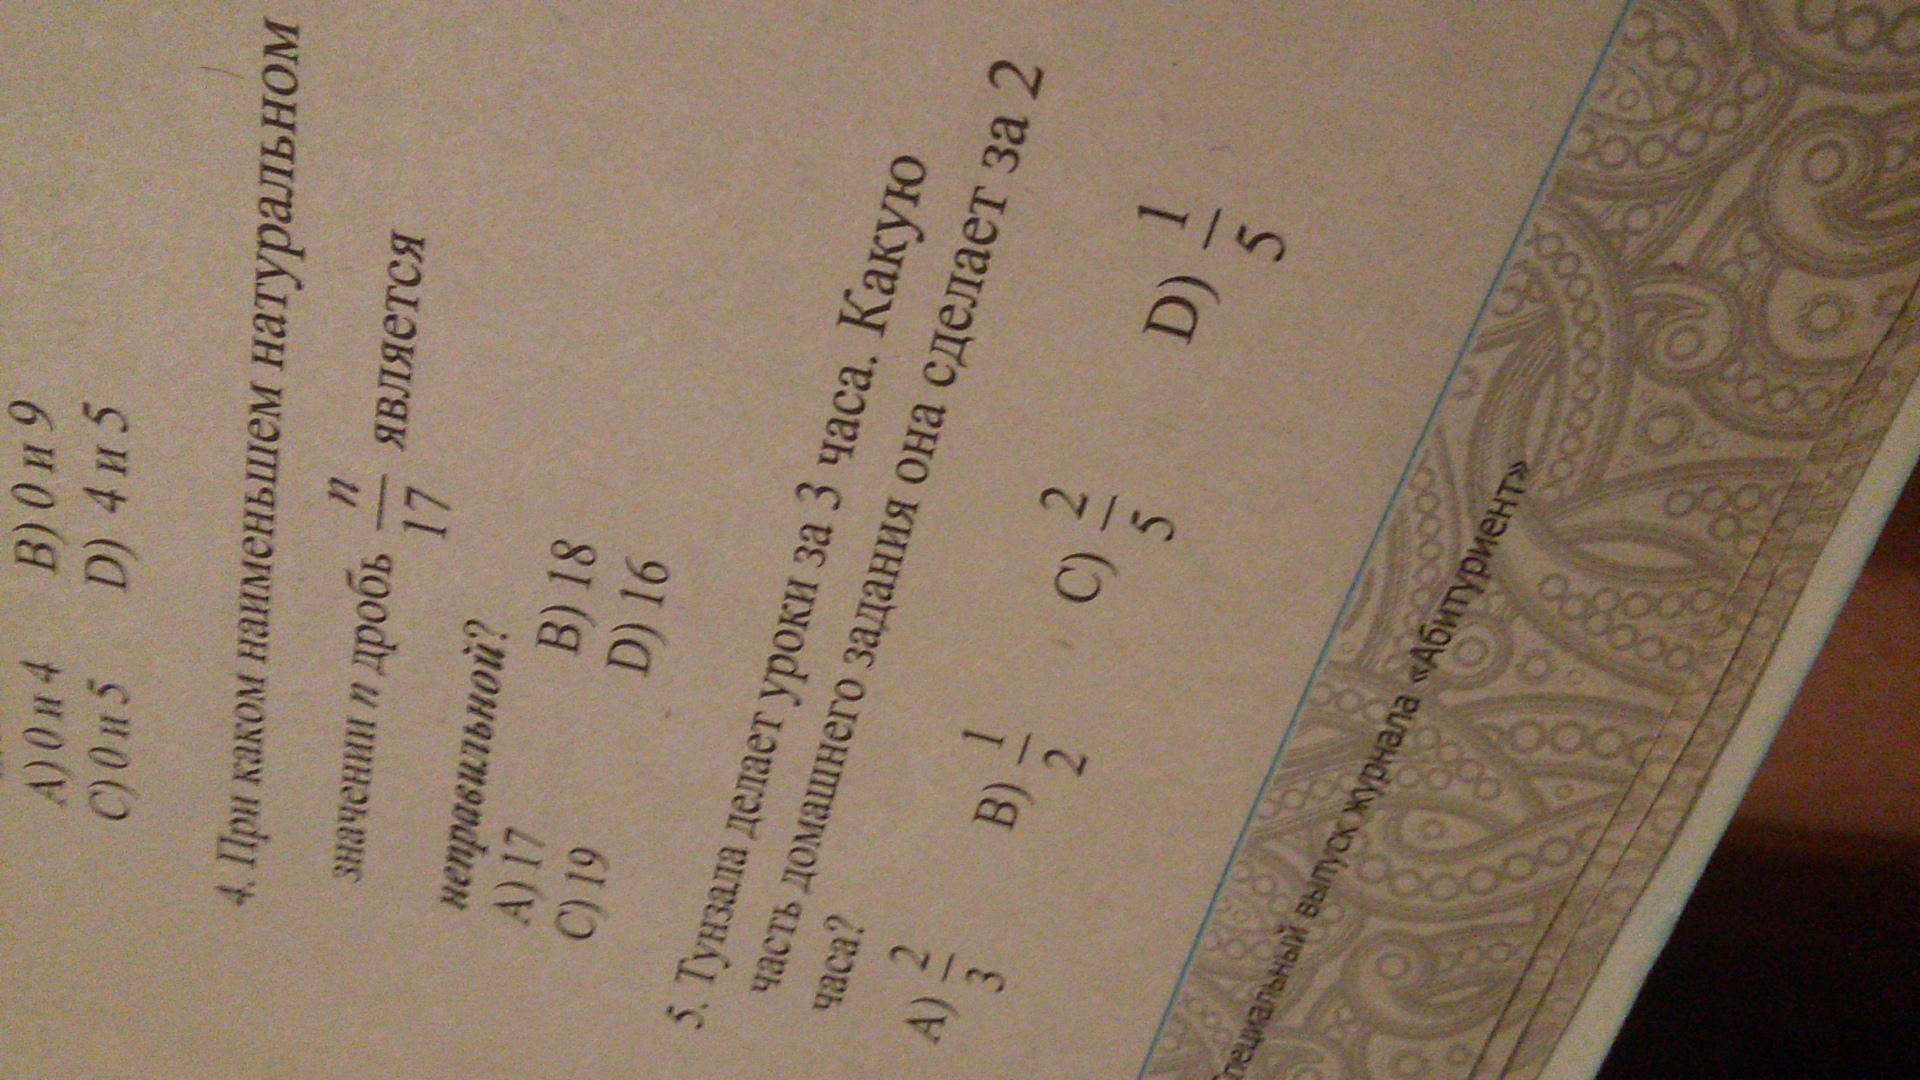 A) 0 и 4 B) 0 и 9
C) 0 и 5 D) 4 и 5
4. При каком наименьшем натуральном
значении n дробь n/17 является
неправильной?
A) 17 B) 18
C) 19 D) 16
5. Тунзала делает уроки за 3 часа. Какую
часть домашнего задания она сделает за 2
часа?
A) 2/3 B) 1/2 C) 2/5 D) 1/5
Специальный выпуск журнала «Абитуриент»